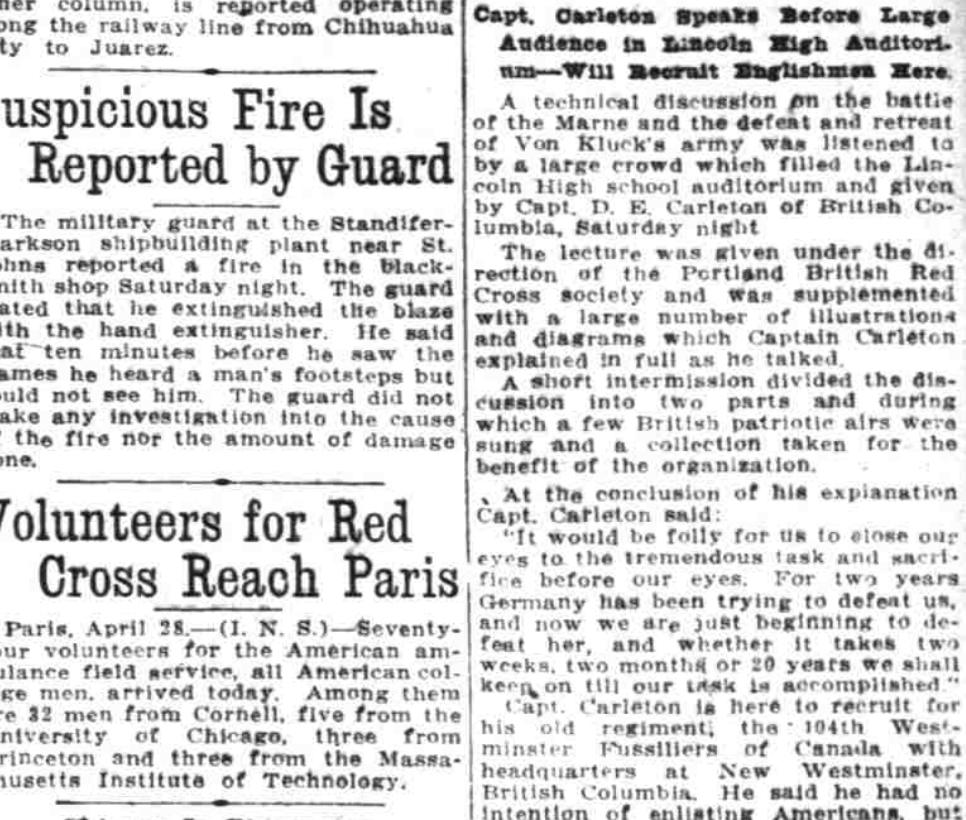 column, is reported operating
the railway line from Chihuahua
to Juarez.
uspicious Fire Is
Reported by Guard
The military guard at the Standifer-
arkson shipbuilding plant near St.
hns reported a fire in the black-
mith shop Saturday night. The guard
ated that he extinguished the blaze
ith the hand extinguisher. He said
at ten minutes before he saw the
ames he heard a man's footsteps but
uld not see him. The guard did not
ake any investigation into the cause
the fire nor the amount of damage
one.
Volunteers for Red
Cross Reach Paris
Paris, April 28.—(I. N. S.)—Seventy-
our volunteers for the American am-
ulance field service, all American col-
ge men, arrived today. Among them
re 32 men from Cornell, five from the
niversity of Chicago, three from
rinceton and three from the Massa-
husetts Institute of Technology.
Capt. Carleton Speaks Before Large
Audience in Lincoln High Auditori-
um—Will Recruit Englishmen Here.
A technical discussion on the battle
of the Marne and the defeat and retreat
of Von Kluck's army was listened to
by a large crowd which filled the Lin-
coln High school auditorium and given
by Capt. D. E. Carleton of British Co-
lumbia, Saturday night
The lecture was given under the di-
rection of the Portland British Red
Cross society and was supplemented
with a large number of illustrations
and diagrams which Captain Carleton
explained in full as he talked.
A short intermission divided the dis-
cussion into two parts and during
which a few British patriotic airs were
sung and a collection taken for the
benefit of the organization.
At the conclusion of his explanation
Capt. Carleton said:
"It would be folly for us to close our
eyes to the tremendous task and sacri-
fice before our eyes. For two years
Germany has been trying to defeat us,
and now we are just beginning to de-
feat her, and whether it takes two
weeks, two months or 20 years we shall
keep on till our task is accomplished."
Capt. Carleton is here to recruit for
his old regiment, the 104th West-
minster Fussiliers of Canada with
headquarters at New Westminster,
British Columbia. He said he had no
intention of enlisting Americans, but